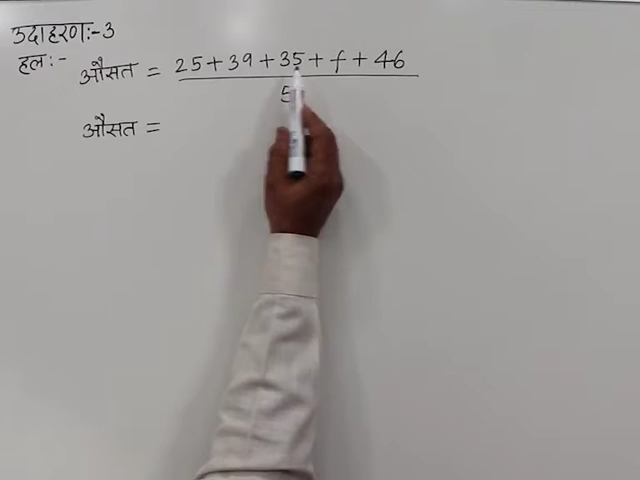 उदाहरण:-3
हल:-
औसत = 25+39+35+f+46
5
औसत =